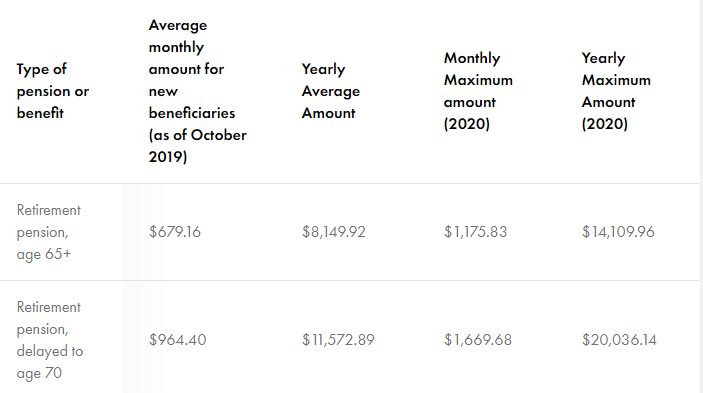 Type of
pension or
benefit
Average
monthly
amount for
new
beneficiaries
(as of October
2019)
Yearly
Average
Amount
Monthly
Maximum
amount
(2020)
Yearly
Maximum
Amount
(2020)
Retirement
pension,
age 65+
$679.16
$8,149.92
$1,175.83
$14,109.96
Retirement
pension,
delayed to
age 70
$964.40
$11,572.89
$1,669.68
$20,036.14